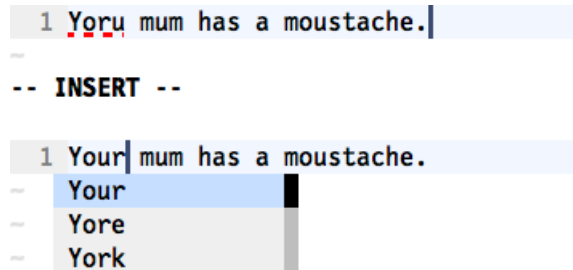 1 Yoru mum has a moustache.
~
-- INSERT --
1 Your mum has a moustache.
~ Your
~ Yore
~ York